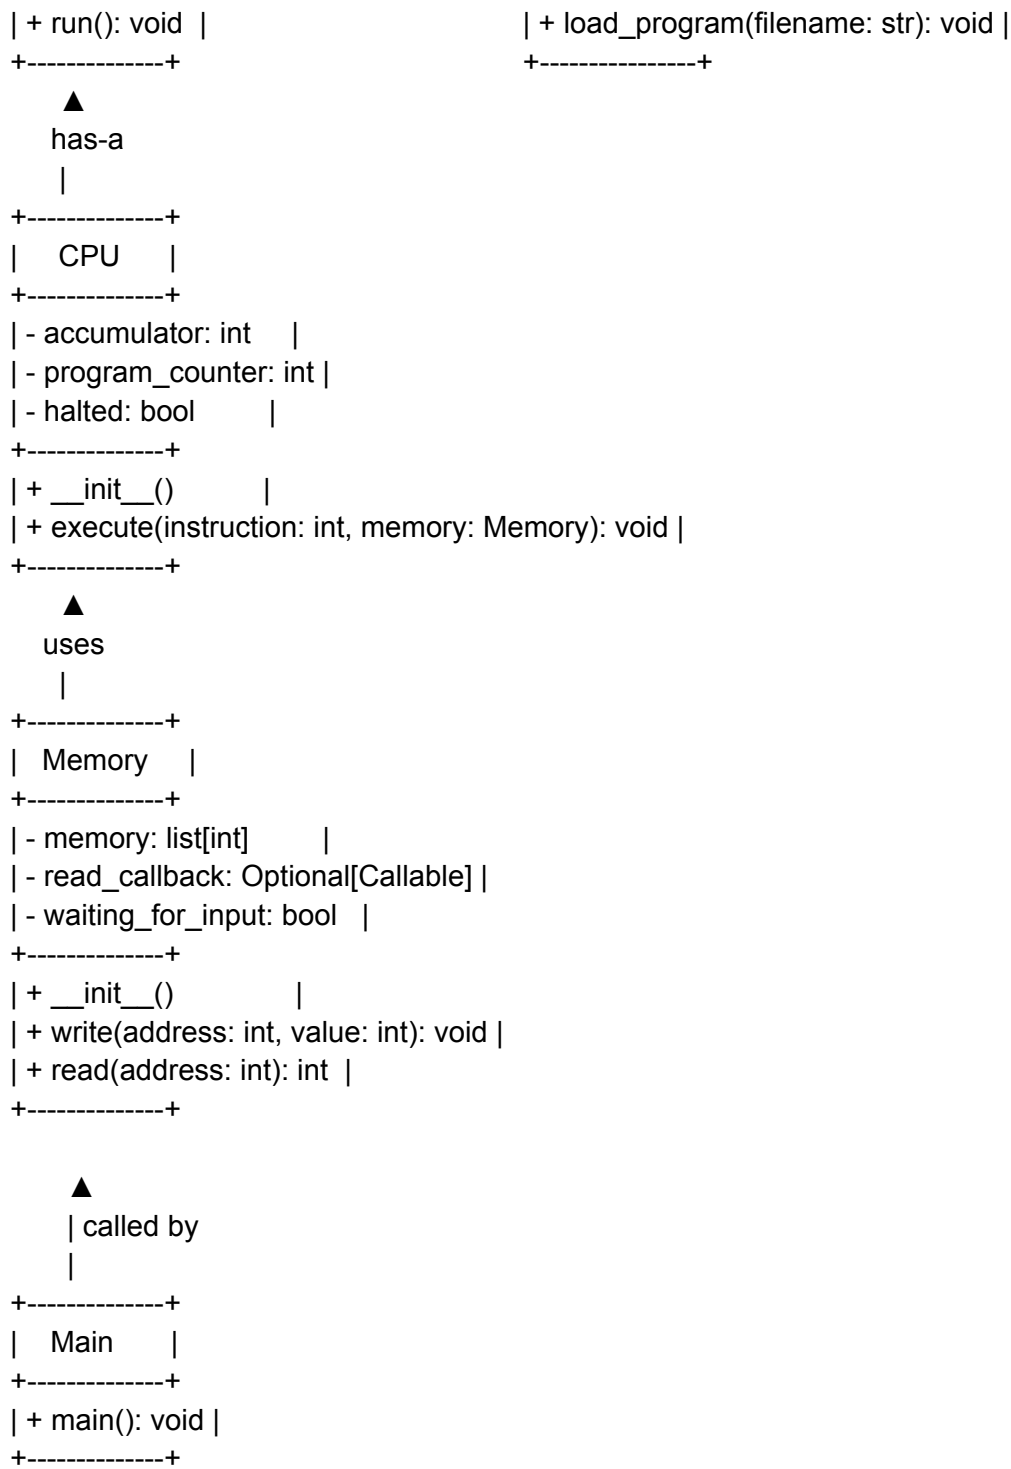 | + run(): void  |                                      | + load_program(filename: str): void |
+--------------+                                         +----------------+
      ▲
    has-a
     |
+--------------+
|    CPU     |
+--------------+
| - accumulator: int     |
| - program_counter: int |
| - halted: bool         |
+--------------+
| + __init__()           |
| + execute(instruction: int, memory: Memory): void |
+--------------+
      ▲
   uses
     |
+--------------+
|   Memory     |
+--------------+
| - memory: list[int]         |
| - read_callback: Optional[Callable] |
| - waiting_for_input: bool   |
+--------------+
| + __init__()              |
| + write(address: int, value: int): void |
| + read(address: int): int  |
+--------------+
      ▲
      | called by
      |
+--------------+
|    Main      |
+--------------+
| + main(): void |
+--------------+